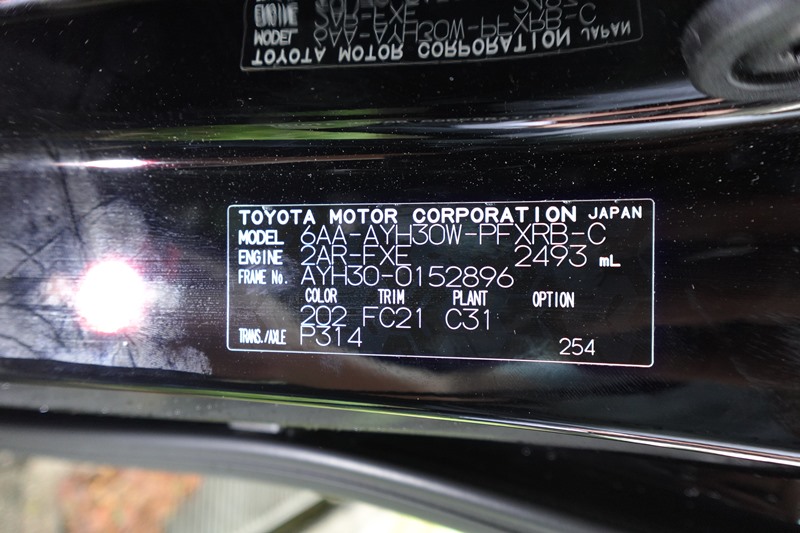 TOYOTA MOTOR CORPORATION JAPAN
MODEL 6AA-AYH30W-PFXRB-C
ENGINE 2AR-FXE 2493 mL
FRAME No. AYH30-0152896
COLOR TRIM PLANT OPTION
202 FC21 C31
TRANS./AXLE P314
254